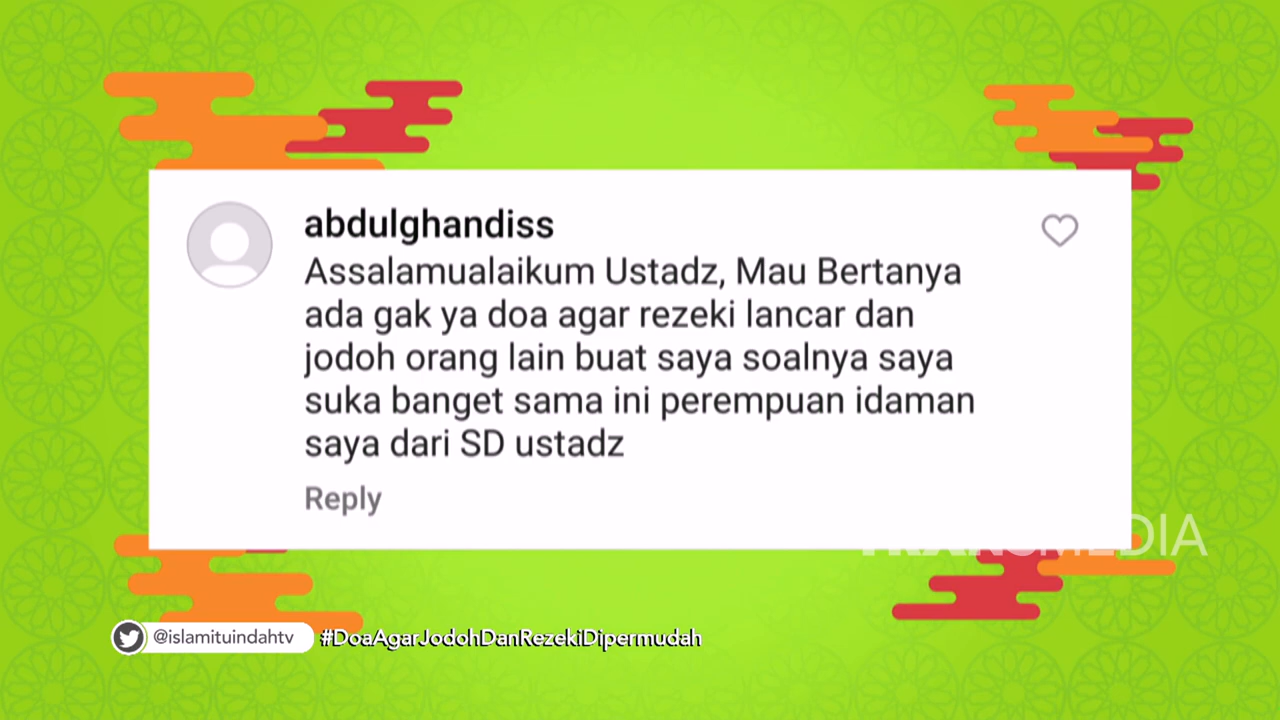 abdulghandiss
Assalamualaikum Ustadz, Mau Bertanya
ada gak ya doa agar rezeki lancar dan
jodoh orang lain buat saya soalnya saya
suka banget sama ini perempuan idaman
saya dari SD ustadz
Reply
TRANSMEDIA
@islamituindahtv #DoaAgarJodohDanRezekiDipermudah